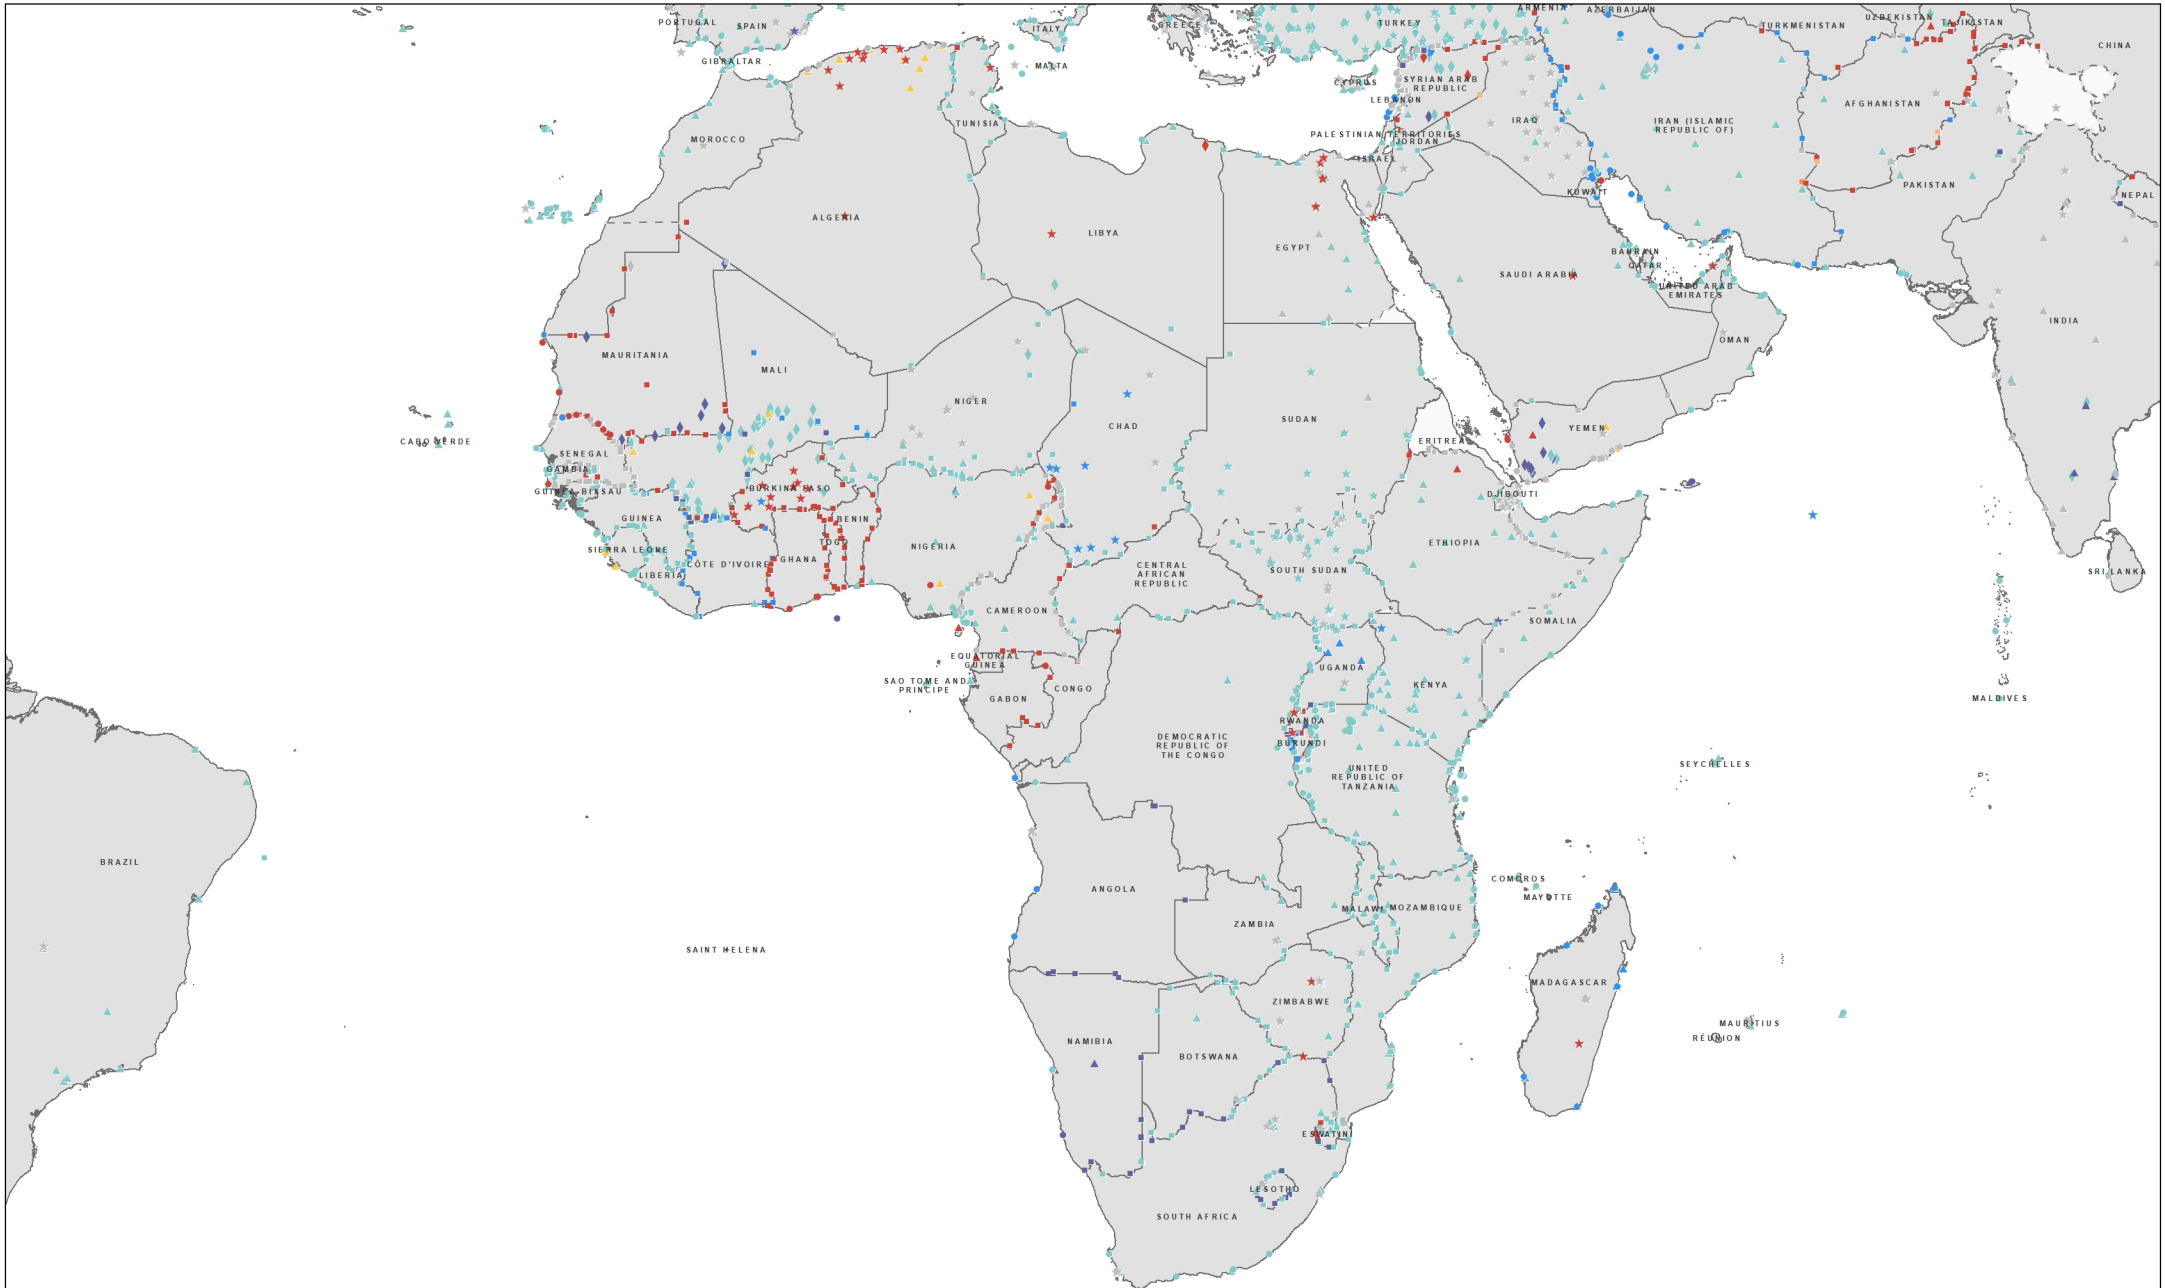 PORTUGAL
SPAIN
ITALY
GREECE
TURKEY
ARMENIA
AZERBAIJAN
TURKMENISTAN
UZBEKISTAN
TAJIKISTAN
CHINA
GIBRALTAR
MALTA
CYPRUS
SYRIAN ARAB
REPUBLIC
LEBANON
AFGHANISTAN
MOROCCO
TUNISIA
PALESTINIAN TERRITORIES
JORDAN
ISRAEL
IRAQ
IRAN (ISLAMIC
REPUBLIC OF)
KUWAIT
PAKISTAN
NEPAL
ALGERIA
LIBYA
EGYPT
BAHRAIN
QATAR
SAUDI ARABIA
UNITED ARAB
EMIRATES
INDIA
OMAN
MAURITANIA
MALI
NIGER
CHAD
SUDAN
YEMEN
ERITREA
CABO VERDE
SENEGAL
GAMBIA
GUINEA-BISSAU
BURKINA FASO
DJIBOUTI
GUINEA
BENIN
TOGO
NIGERIA
ETHIOPIA
SIERRA LEONE
CÔTE D'IVOIRE
GHANA
LIBERIA
CENTRAL
AFRICAN
REPUBLIC
SOUTH SUDAN
SRI LANKA
CAMEROON
SOMALIA
EQUATORIAL
GUINEA
UGANDA
SAO TOME AND
PRINCIPE
GABON
CONGO
KENYA
MALDIVES
RWANDA
BURUNDI
DEMOCRATIC
REPUBLIC OF
THE CONGO
UNITED
REPUBLIC OF
TANZANIA
SEYCHELLES
BRAZIL
ANGOLA
COMOROS
MAYOTTE
MALAWI
MOZAMBIQUE
ZAMBIA
SAINT HELENA
MADAGASCAR
ZIMBABWE
MAURITIUS
RÉUNION
NAMIBIA
BOTSWANA
ESWATINI
LESOTHO
SOUTH AFRICA